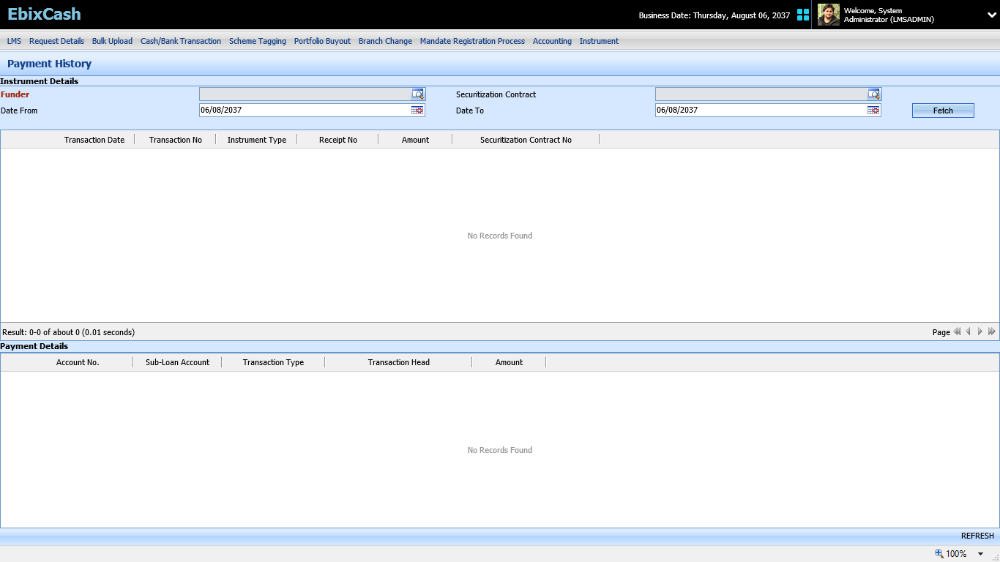 EbixCash
Business Date: Thursday, August 06, 2037
Welcome, System
Administrator (LMSADMIN)
LMS Request Details Bulk Upload Cash/Bank Transaction Scheme Tagging Portfolio Buyout Branch Change Mandate Registration Process Accounting Instrument
Payment History
Instrument Details
Funder Securitization Contract
Date From 06/08/2037 Date To 06/08/2037 Fetch
Transaction Date Transaction No Instrument Type Receipt No Amount Securitization Contract No
No Records Found
Result: 0-0 of about 0 (0.01 seconds) Page
Payment Details
Account No. Sub-Loan Account Transaction Type Transaction Head Amount
No Records Found
REFRESH
100%